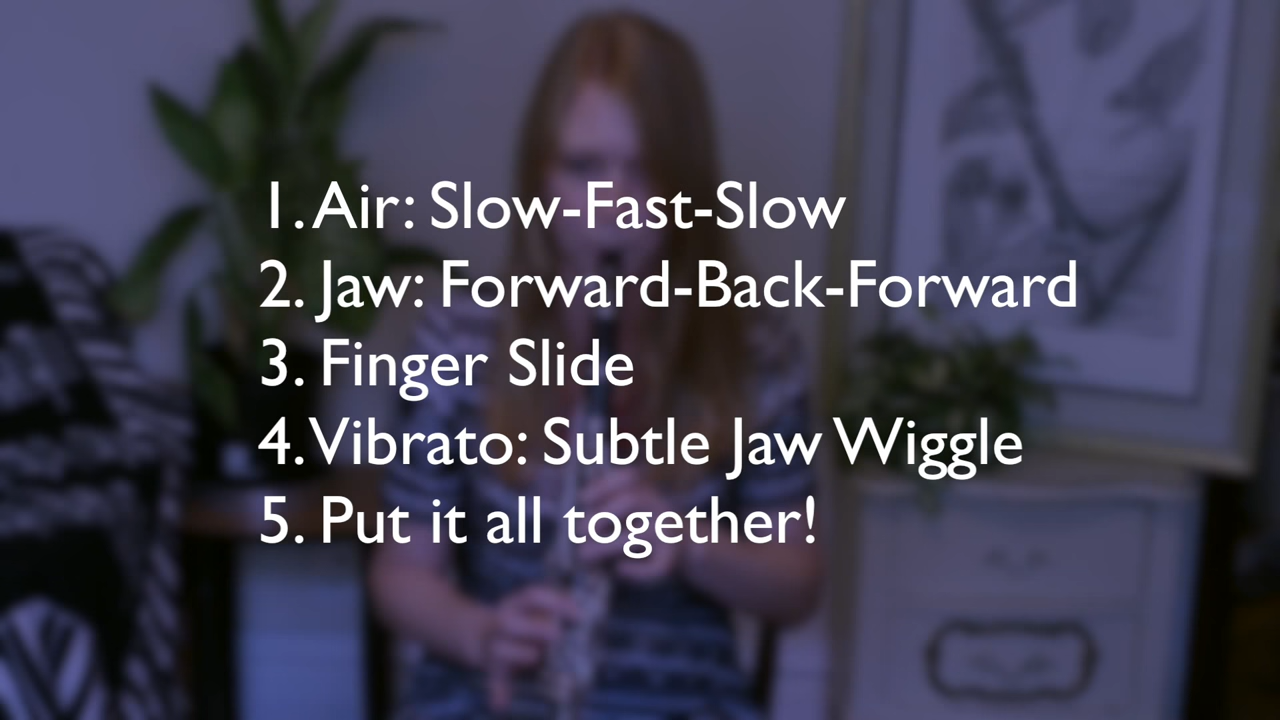 1. Air: Slow-Fast-Slow
2. Jaw: Forward-Back-Forward
3. Finger Slide
4. Vibrato: Subtle Jaw Wiggle
5. Put it all together!